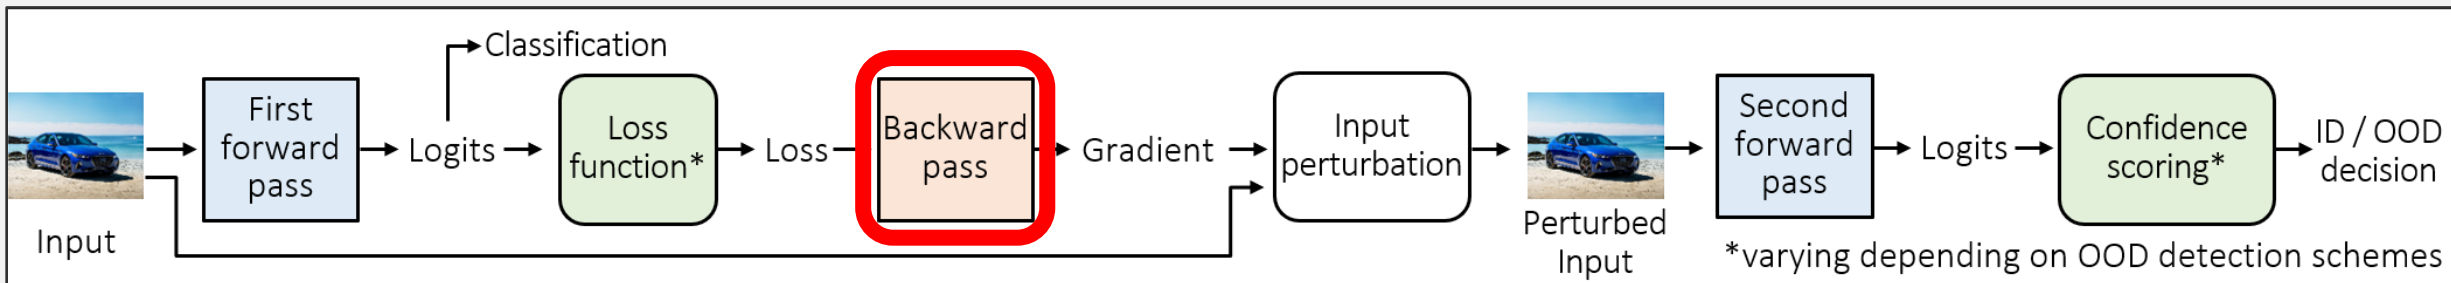 Classification
Input
First
forward
pass
Logits
Loss
function*
Loss
Backward
pass
Gradient
Input
perturbation
Perturbed
Input
Second
forward
pass
Logits
Confidence
scoring*
ID / OOD
decision
*varying depending on OOD detection schemes